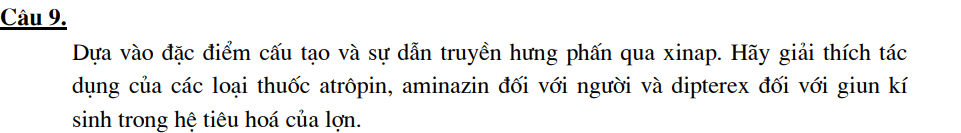 Câu 9.
Dựa vào đặc điểm cấu tạo và sự dẫn truyền hưng phấn qua xinap. Hãy giải thích tác
dụng của các loại thuốc atrôpin, aminazin đối với người và dipterex đối với giun kí
sinh trong hệ tiêu hoá của lợn.